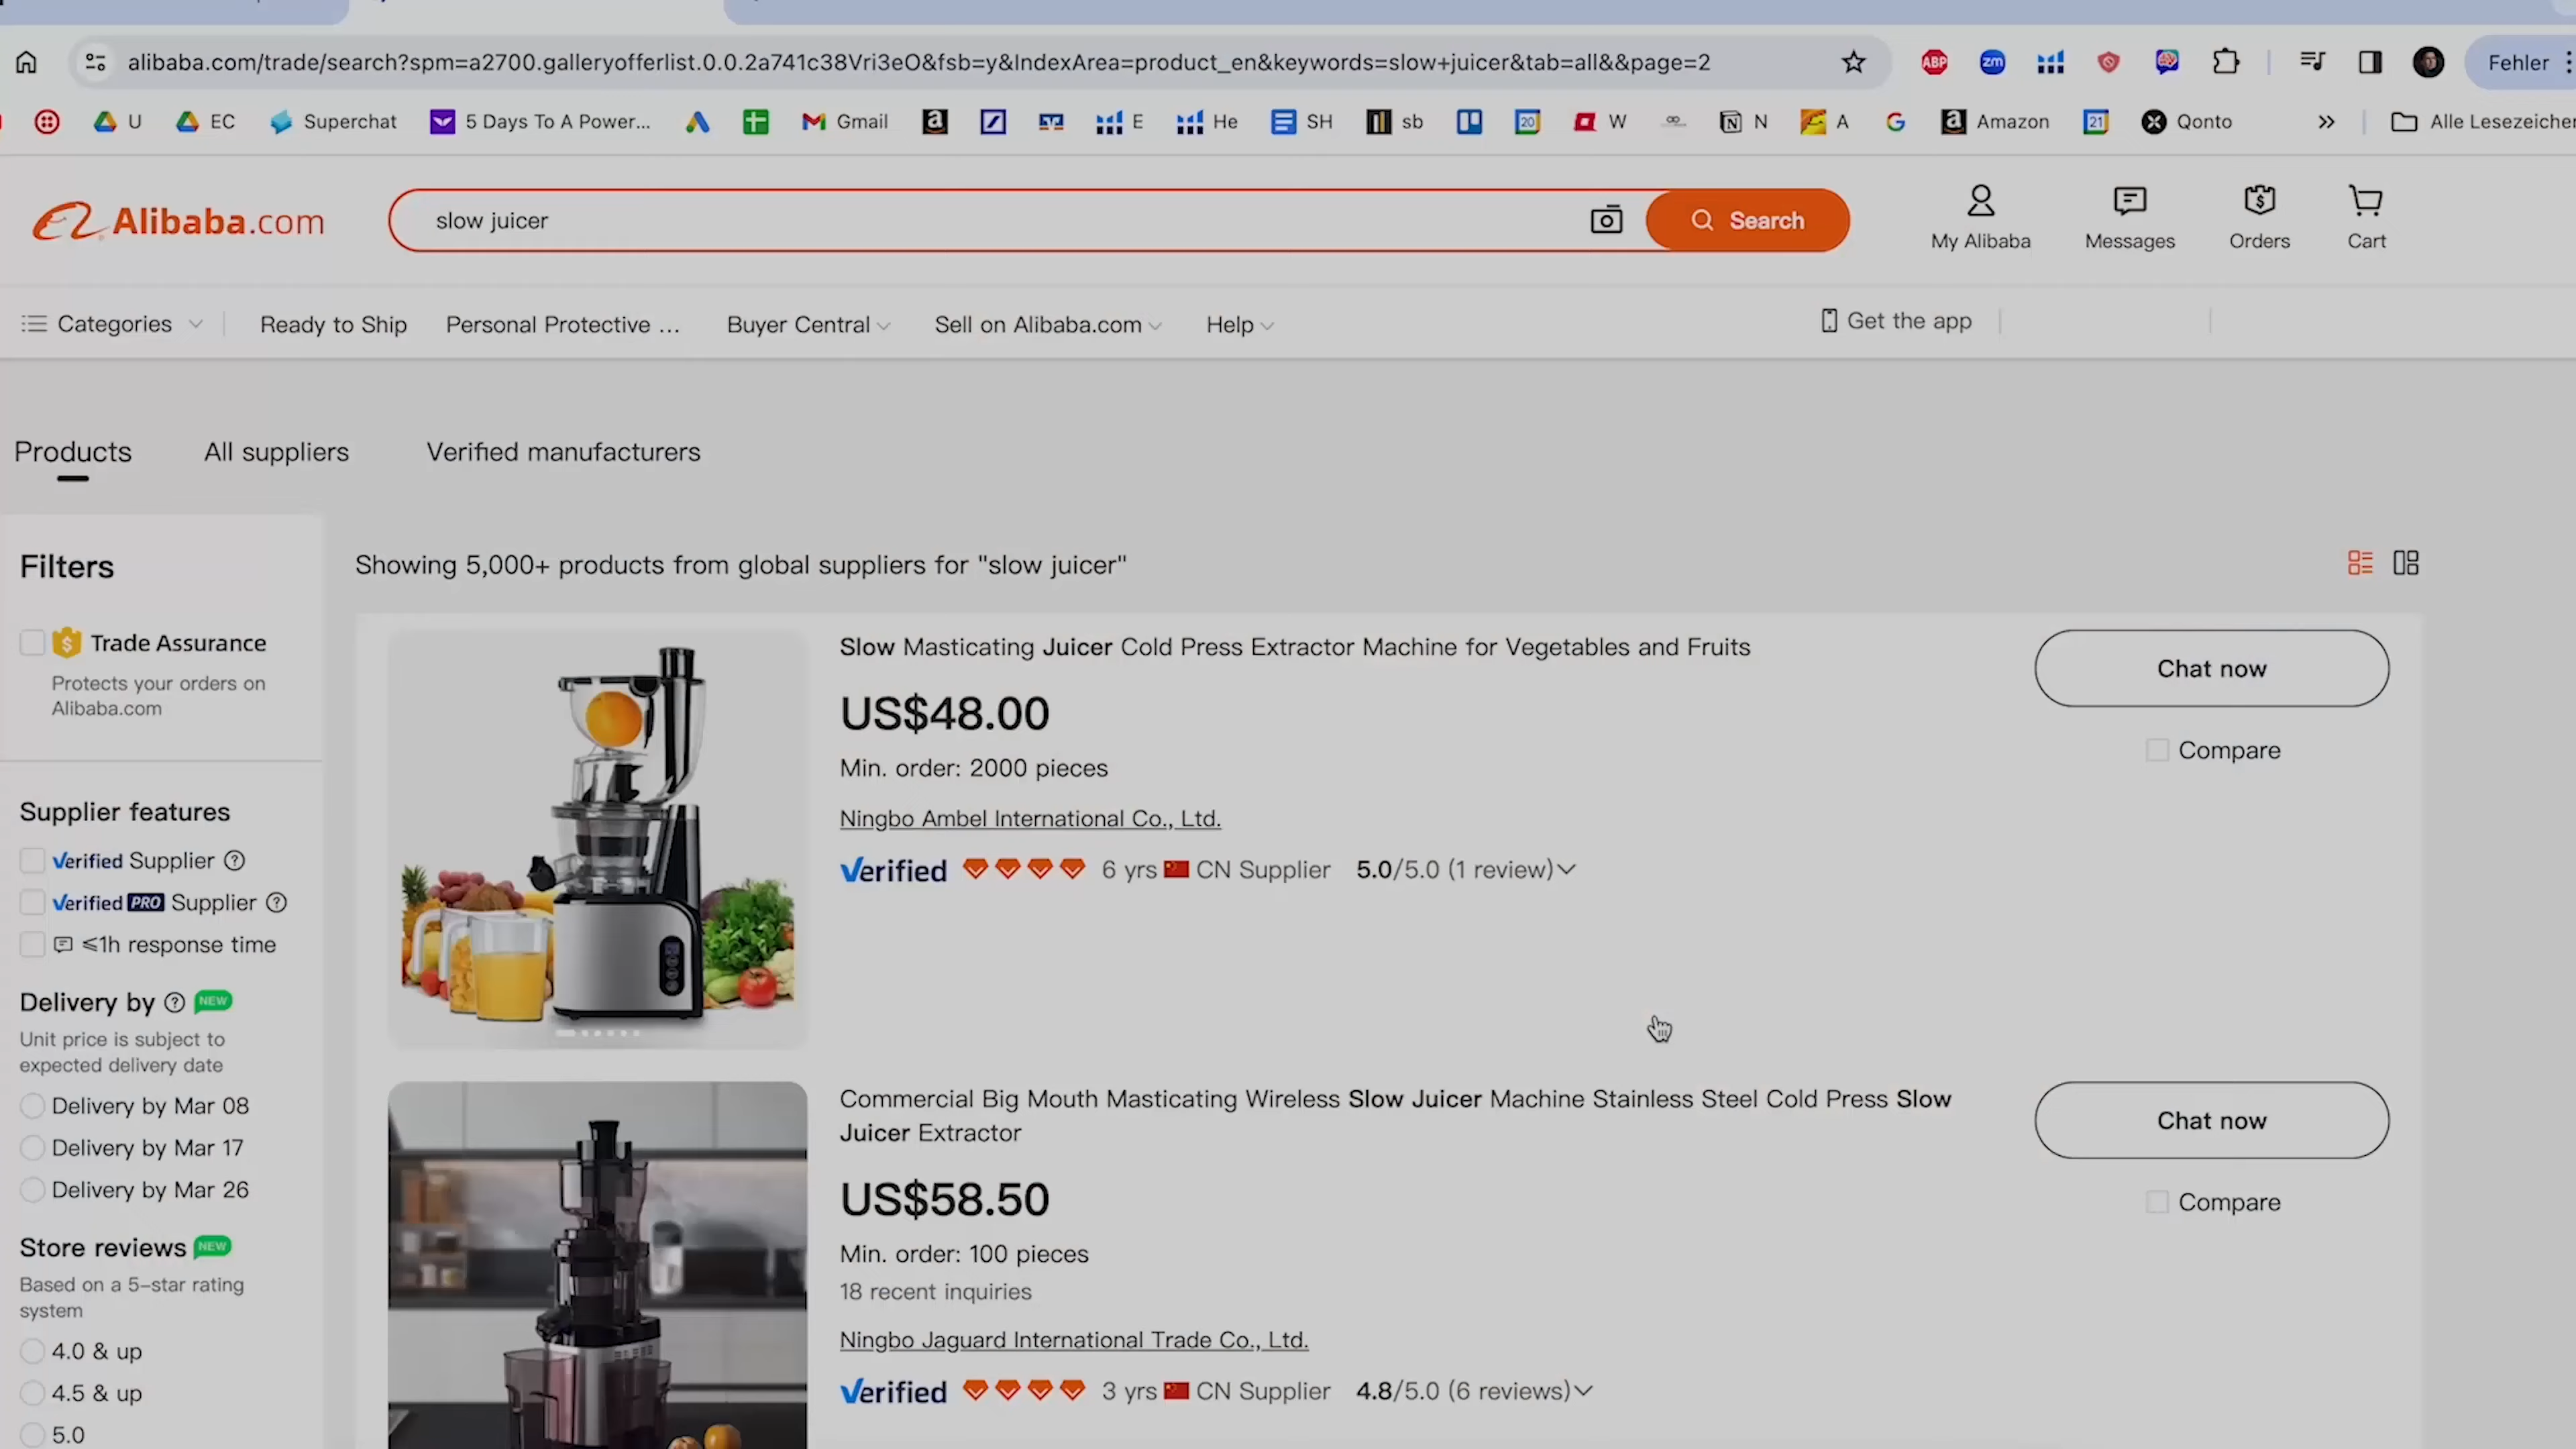 alibaba.com/trade/search?spm=a2700.galleryofferlist.0.0.2a741c38Vri3eO&fsb=y&IndexArea=product_en&keywords=slow+juicer&tab=all&&page=2
ABP
zm
Fehler
U
EC
Superchat
5 Days To A Power...
Gmail
E
He
SH
sb
20
W
N
A
Amazon
21
Qonto
Alle Lesezeichen
Alibaba.com
slow juicer
Search
My Alibaba
Messages
Orders
Cart
Categories
Ready to Ship
Personal Protective ...
Buyer Central
Sell on Alibaba.com
Help
Get the app
Products
All suppliers
Verified manufacturers
Filters
Trade Assurance
Protects your orders on
Alibaba.com
Supplier features
Verified Supplier
Verified PRO Supplier
≤1h response time
Delivery by NEW
Unit price is subject to
expected delivery date
Delivery by Mar 08
Delivery by Mar 17
Delivery by Mar 26
Store reviews NEW
Based on a 5-star rating
system
4.0 & up
4.5 & up
5.0
Showing 5,000+ products from global suppliers for "slow juicer"
Slow Masticating Juicer Cold Press Extractor Machine for Vegetables and Fruits
US$48.00
Min. order: 2000 pieces
Ningbo Ambel International Co., Ltd.
Verified 6 yrs CN Supplier 5.0/5.0 (1 review)
Chat now
Compare
Commercial Big Mouth Masticating Wireless Slow Juicer Machine Stainless Steel Cold Press Slow
Juicer Extractor
US$58.50
Min. order: 100 pieces
18 recent inquiries
Ningbo Jaguard International Trade Co., Ltd.
Verified 3 yrs CN Supplier 4.8/5.0 (6 reviews)
Chat now
Compare